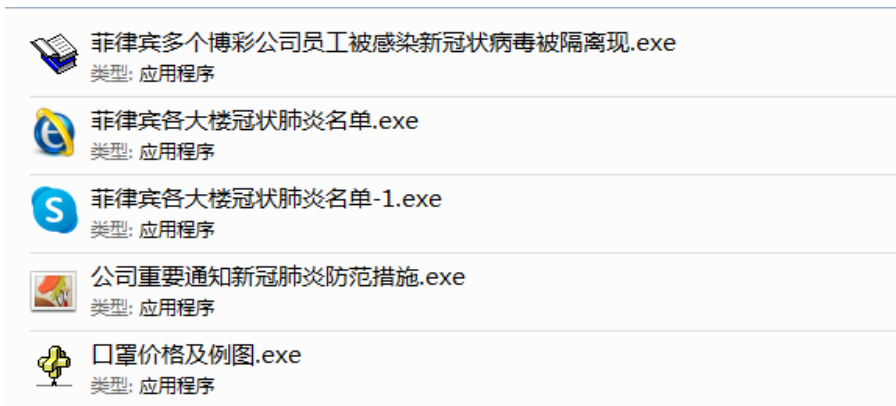 菲律宾多个博彩公司员工被感染新冠状病毒被隔离现.exe
类型: 应用程序
菲律宾各大楼冠状肺炎名单.exe
类型: 应用程序
菲律宾各大楼冠状肺炎名单-1.exe
类型: 应用程序
公司重要通知新冠肺炎防范措施.exe
类型: 应用程序
口罩价格及例图.exe
类型: 应用程序